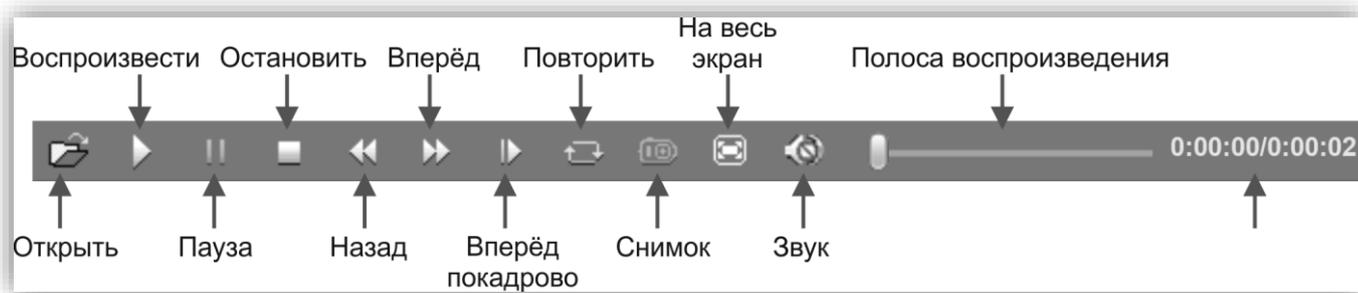 На весь
экран
Воспроизвести Остановить Вперёд Повторить Полоса воспроизведения
0:00:00/0:00:02
Открыть Пауза Назад Вперёд
покадрово
Снимок Звук